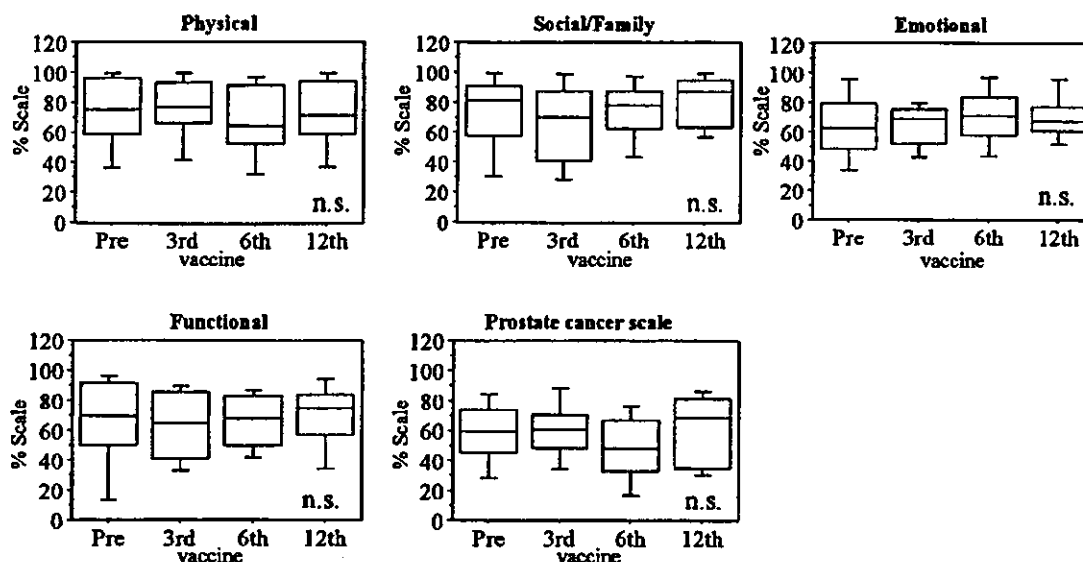 Physical
120
100
80
60
40
20
0
% Scale
n.s.
Pre 3rd 6th 12th
vaccine
Social/Family
120
100
80
60
40
20
0
% Scale
n.s.
Pre 3rd 6th 12th
vaccine
Emotional
120
100
80
60
40
20
0
% Scale
n.s.
Pre 3rd 6th 12th
vaccine
Functional
120
100
80
60
40
20
0
% Scale
n.s.
Pre 3rd 6th 12th
vaccine
Prostate cancer scale
120
100
80
60
40
20
0
% Scale
n.s.
Pre 3rd 6th 12th
vaccine